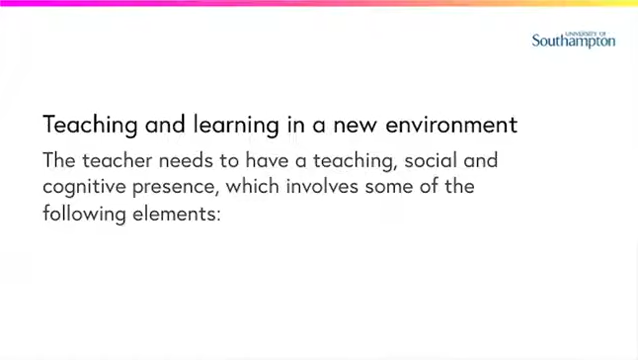 UNIVERSITY OF
Southampton
Teaching and learning in a new environment
The teacher needs to have a teaching, social and
cognitive presence, which involves some of the
following elements: